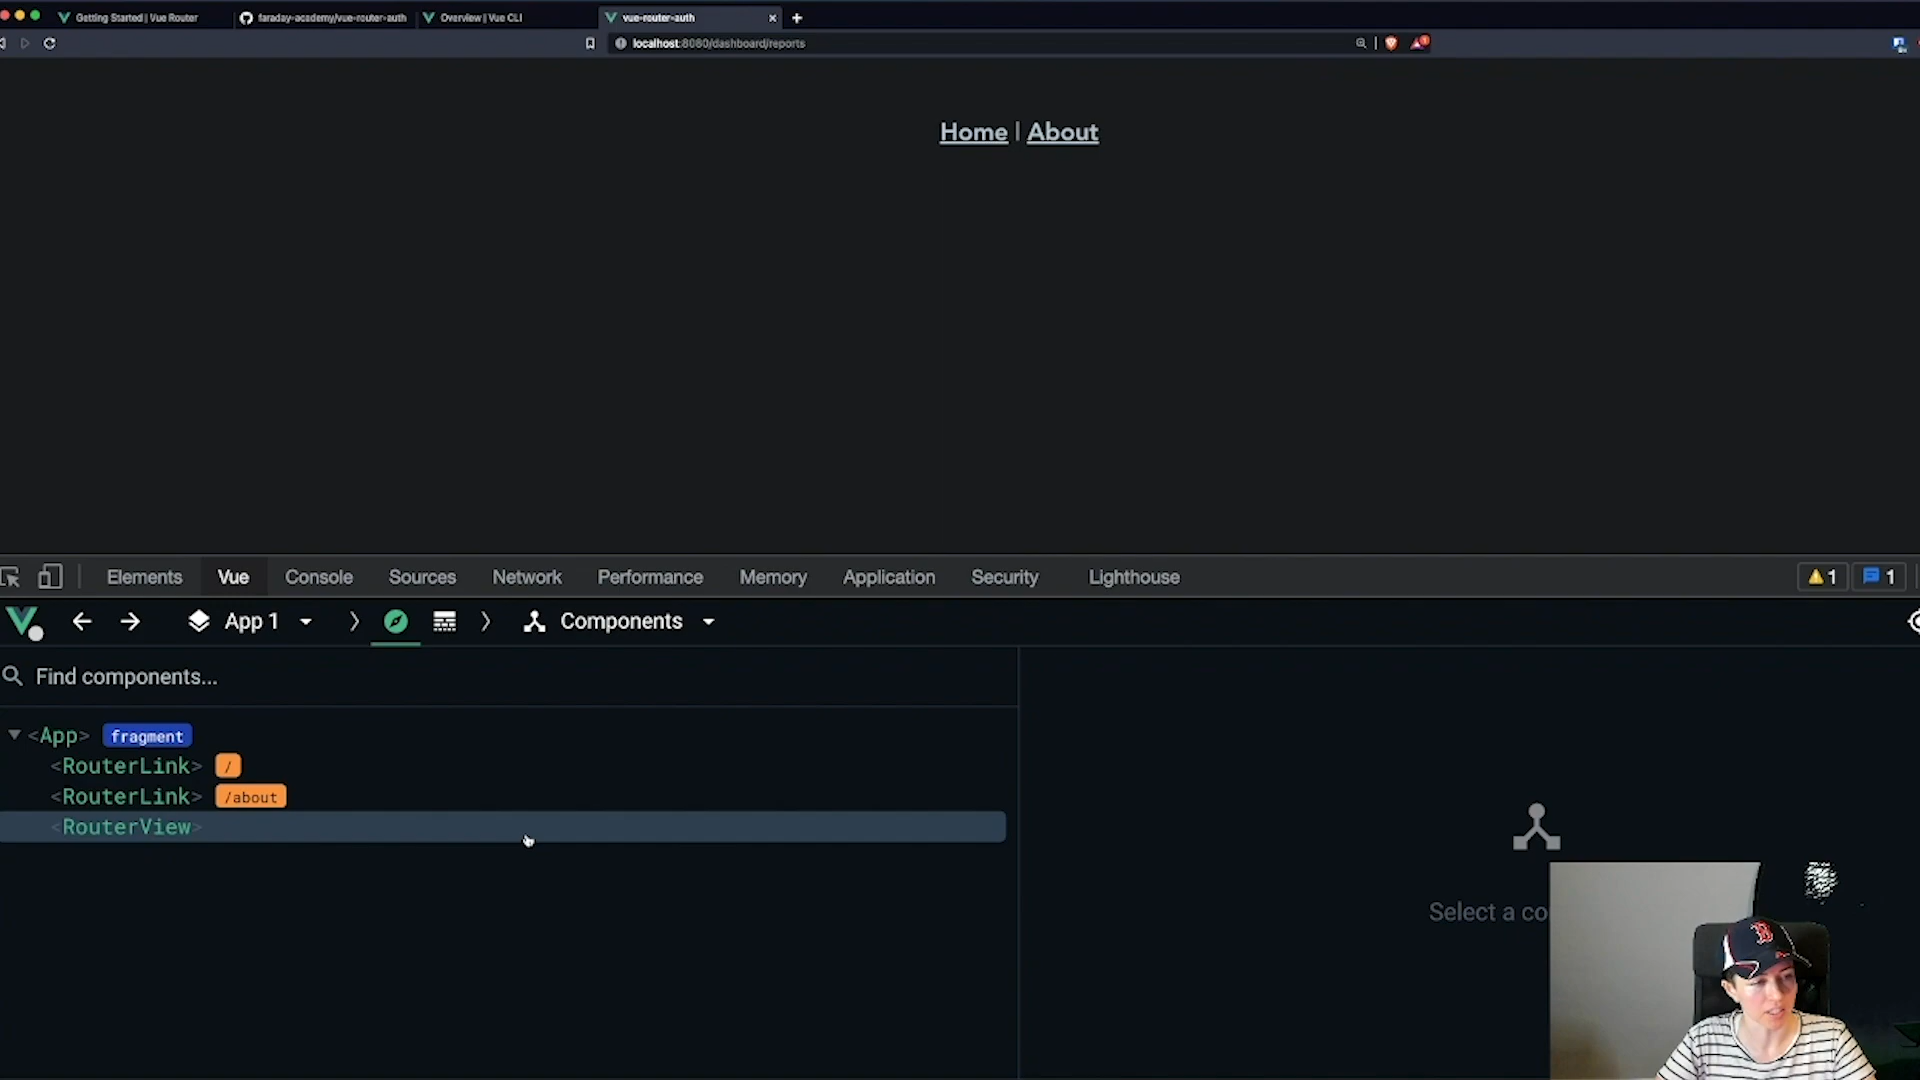 Getting Started | Vue Router
faraday-academy/vue-router-auth
Overview | Vue CLI
vue-router-auth
localhost:8080/dashboard/reports
Home | About
Elements
Vue
Console
Sources
Network
Performance
Memory
Application
Security
Lighthouse
1
1
App 1
Components
Find components...
<App> fragment
<RouterLink> /
<RouterLink> /about
<RouterView>
Select a co
B